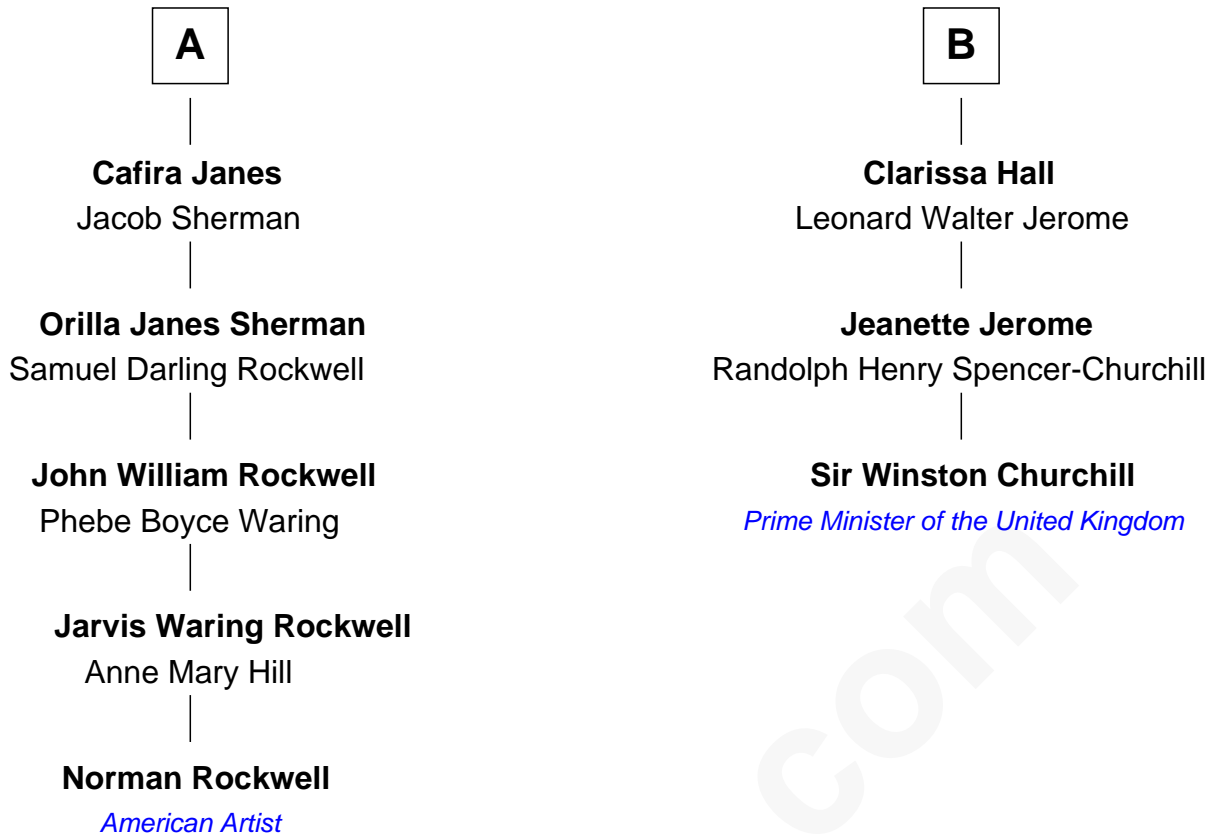 A
Cafira Janes
Jacob Sherman
Orilla Janes Sherman
Samuel Darling Rockwell
John William Rockwell
Phebe Boyce Waring
Jarvis Waring Rockwell
Anne Mary Hill
Norman Rockwell
American Artist
B
Clarissa Hall
Leonard Walter Jerome
Jeanette Jerome
Randolph Henry Spencer-Churchill
Sir Winston Churchill
Prime Minister of the United Kingdom
com